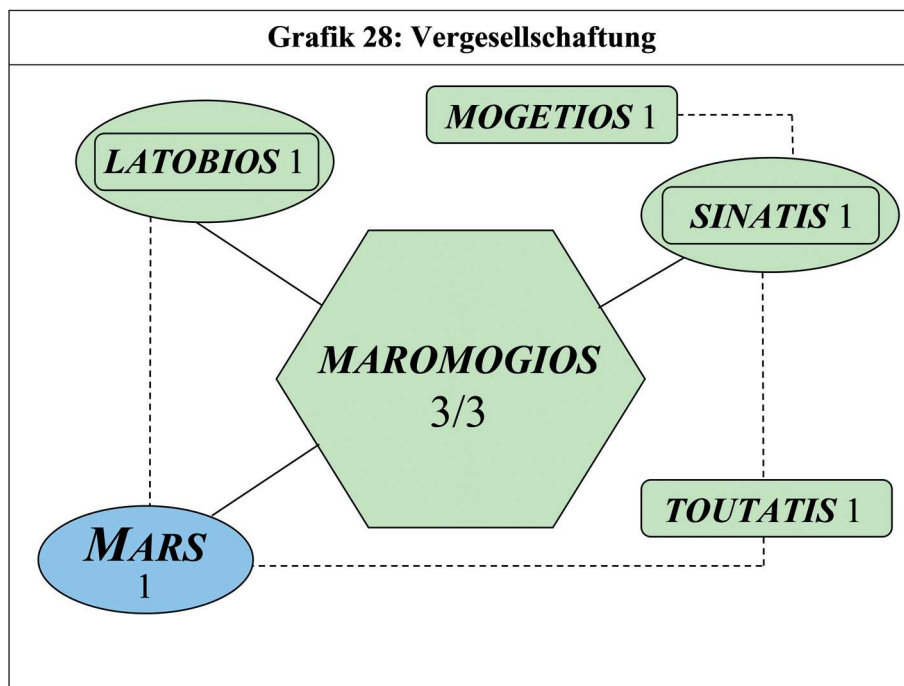 Grafik 28: Vergesellschaftung
MOGETIOS 1
LATOBIOS 1
SINATIS 1
MAROMOGIOS
3/3
TOUTATIS 1
MARS
1